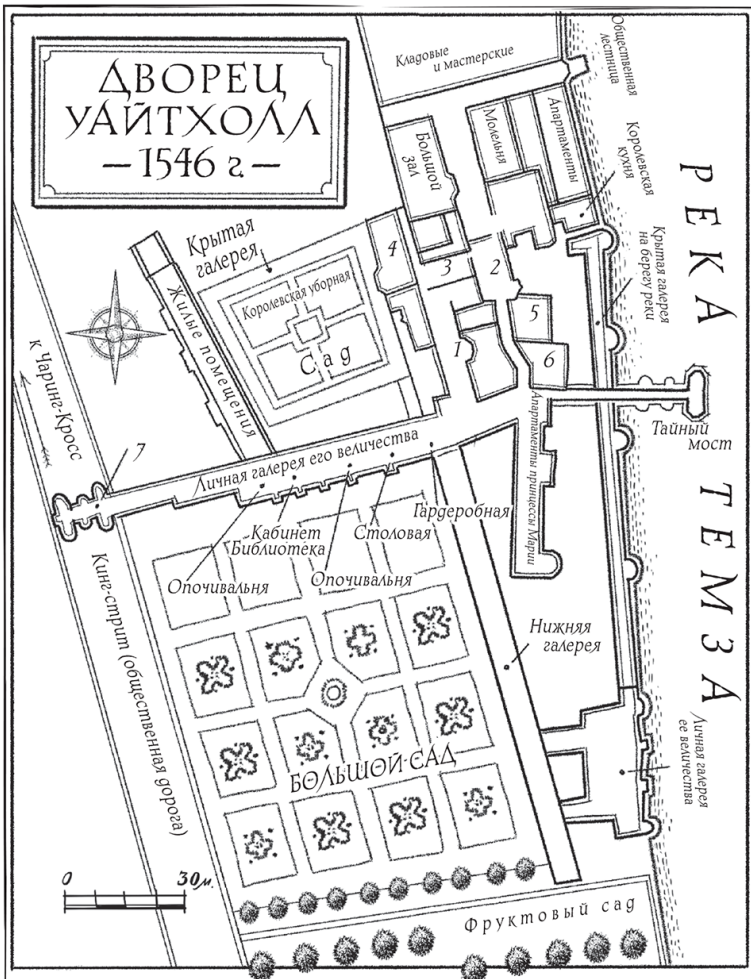 ДВОРЕЦ
УАЙТХОЛЛ
— 1546 г. —
Кладовые
и мастерские
Общественная
лестница
Большой
зал
Молельня
Апартаменты
Королевская
кухня
РЕКА ТЕМЗА
Крытая галерея
на берегу реки
Крытая
галерея
Королевская уборная
Сад
Жилые помещения
4
3
2
5
1
6
к Чаринг-Кросс
7
Личная галерея его величества
Тайный
мост
Апартаменты принцессы Марии
Гардеробная
Кабинет
Библиотека
Столовая
Опочивальня
Опочивальня
Кинг-стрит (общественная дорога)
Нижняя
галерея
БОЛЬШОЙ САД
Личная галерея
ее величества
0 30 м.
Фруктовый сад